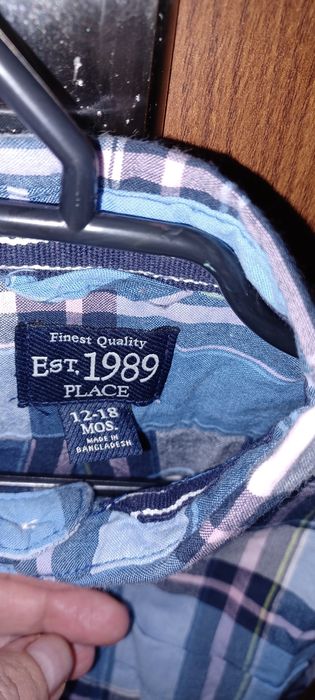 Finest Quality
EST. 1989
PLACE
12-18
MOS.
MADE IN
BANGLADESH